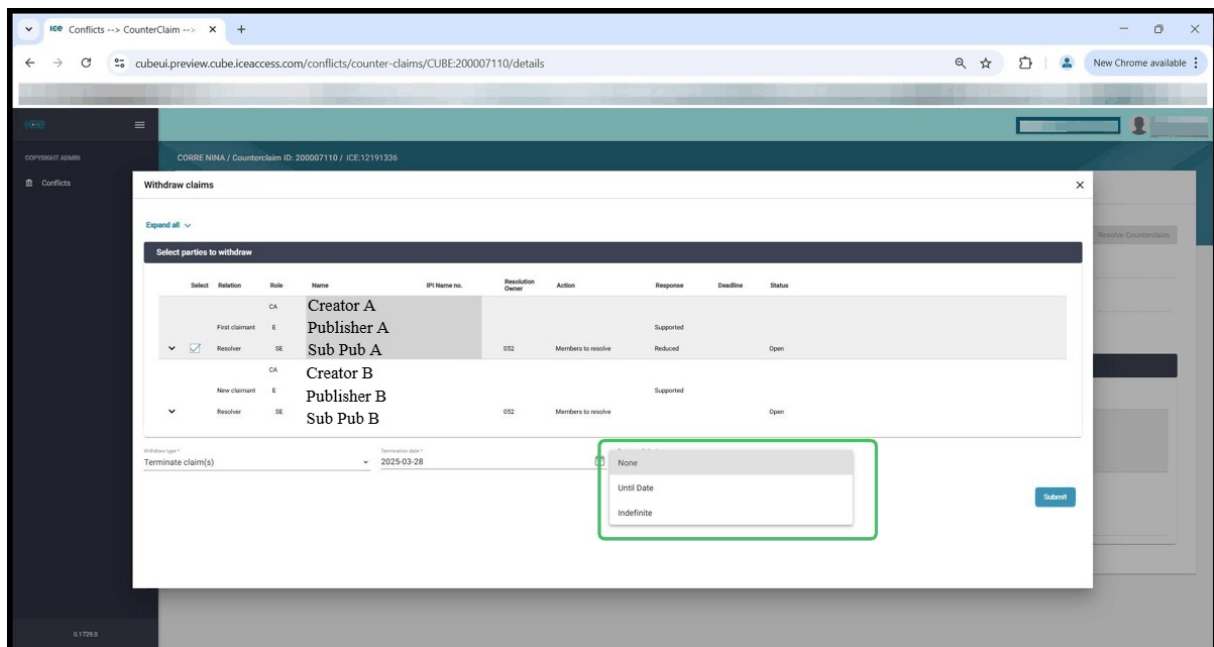 ICE Conflicts --> CounterClaim -->
cubeui.preview.cube.iceaccess.com/conflicts/counter-claims/CUBE:200007110/details
New Chrome available
ICE
COPYRIGHT ADMIN
CORRE NINA / Counterclaim ID: 200007110 / ICE:12191336
Conflicts
Withdraw claims
Expand all
Resolve Counterclaim
Select parties to withdraw
Select Relation Role Name IPI Name no. Resolution Owner Action Response Deadline Status
CA Creator A
First claimant E Publisher A Supported
Resolver SE Sub Pub A 052 Members to resolve Reduced Open
CA Creator B
New claimant E Publisher B Supported
Resolver SE Sub Pub B 052 Members to resolve Open
Withdraw type * Termination date *
Terminate claim(s) 2025-03-28
None
Until Date
Indefinite
Submit
0.1729.0